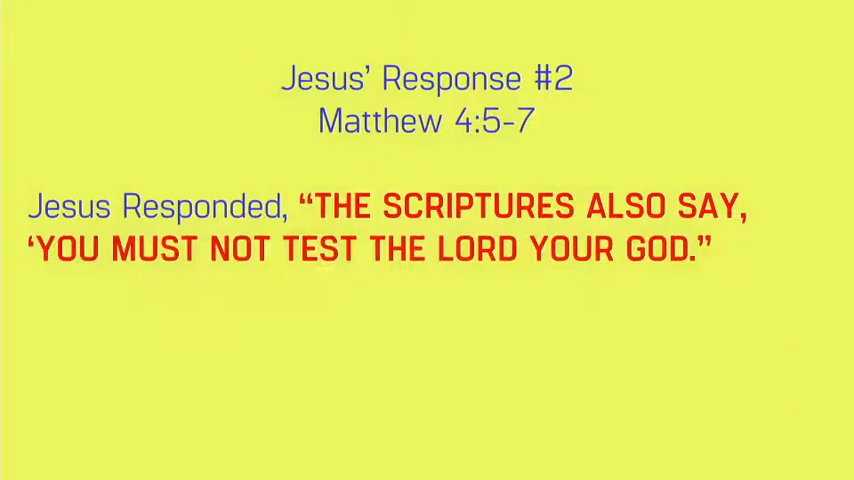 Jesus’ Response #2
Matthew 4:5-7
Jesus Responded, “THE SCRIPTURES ALSO SAY,
‘YOU MUST NOT TEST THE LORD YOUR GOD.”